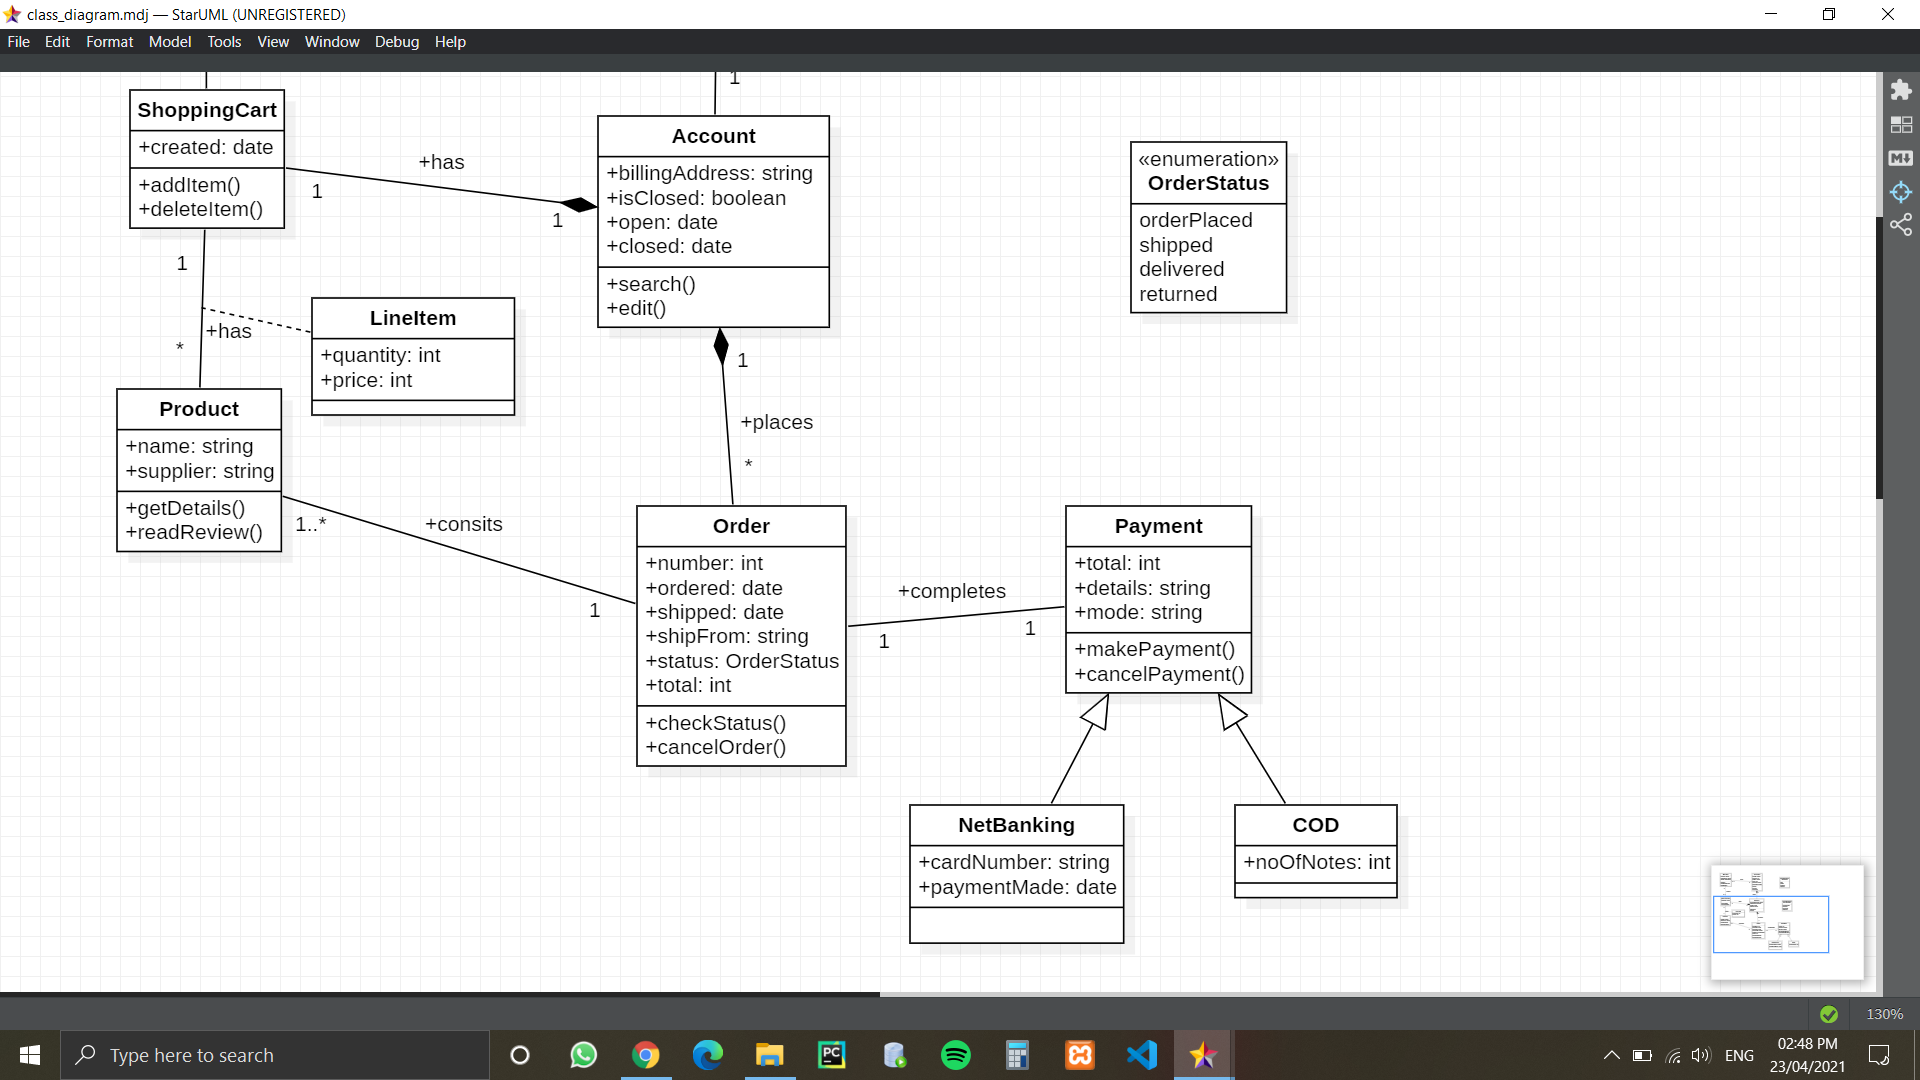 class_diagram.mdj — StarUML (UNREGISTERED)
File Edit Format Model Tools View Window Debug Help
1
ShoppingCart
+created: date
+addItem()
+deleteItem()
+has
1
1
Account
+billingAddress: string
+isClosed: boolean
+open: date
+closed: date
+search()
+edit()
«enumeration»
OrderStatus
orderPlaced
shipped
delivered
returned
1
+has
*
LineItem
+quantity: int
+price: int
1
+places
*
Product
+name: string
+supplier: string
+getDetails()
+readReview()
1..*
+consits
1
Order
+number: int
+ordered: date
+shipped: date
+shipFrom: string
+status: OrderStatus
+total: int
+checkStatus()
+cancelOrder()
+completes
1
1
Payment
+total: int
+details: string
+mode: string
+makePayment()
+cancelPayment()
NetBanking
+cardNumber: string
+paymentMade: date
COD
+noOfNotes: int
M
130%
Type here to search
PC
ENG
02:48 PM
23/04/2021